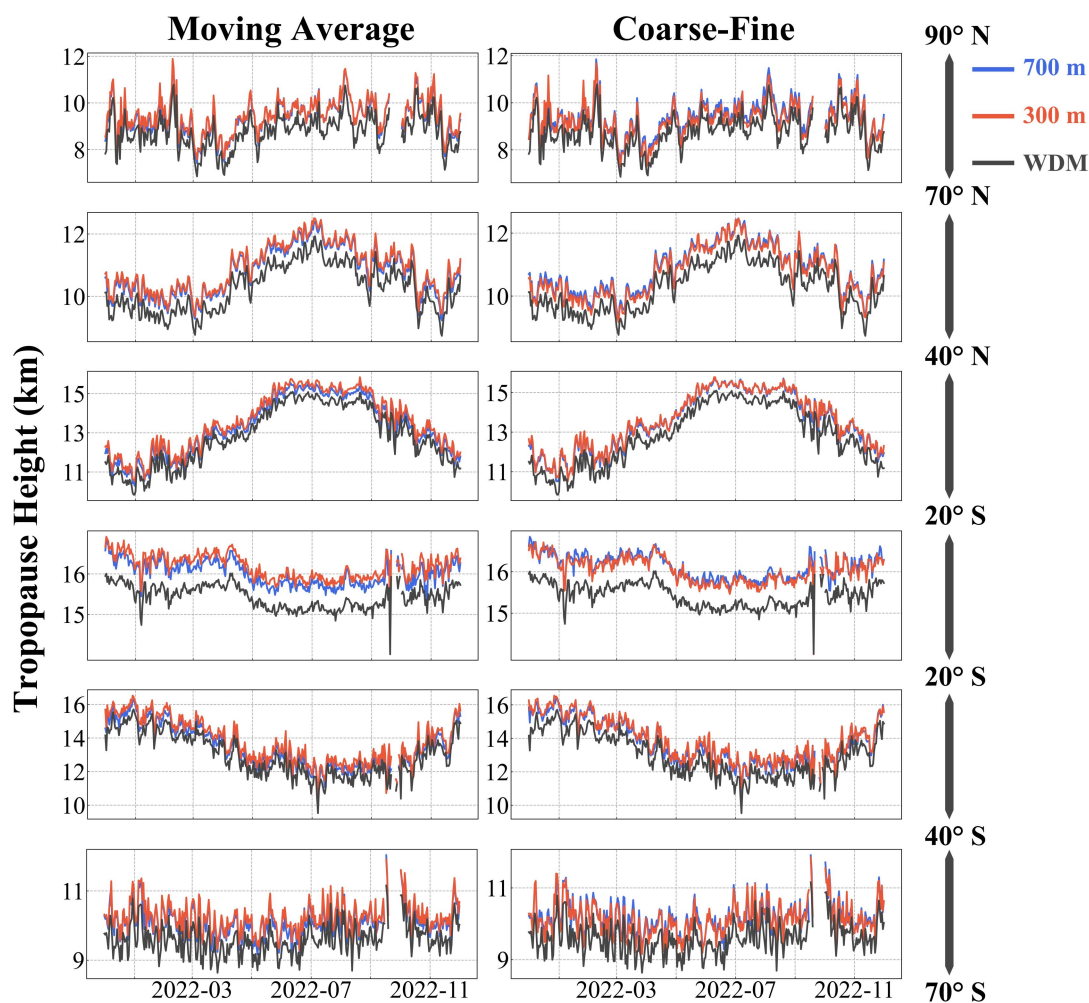 Moving Average
Coarse-Fine
90° N
700 m
300 m
WDM
70° N
40° N
20° S
20° S
40° S
70° S
Tropopause Height (km)
12
10
8
12
10
8
12
10
12
10
15
13
11
15
13
11
16
15
16
15
16
14
12
10
16
14
12
10
11
9
11
9
2022-03
2022-07
2022-11
2022-03
2022-07
2022-11